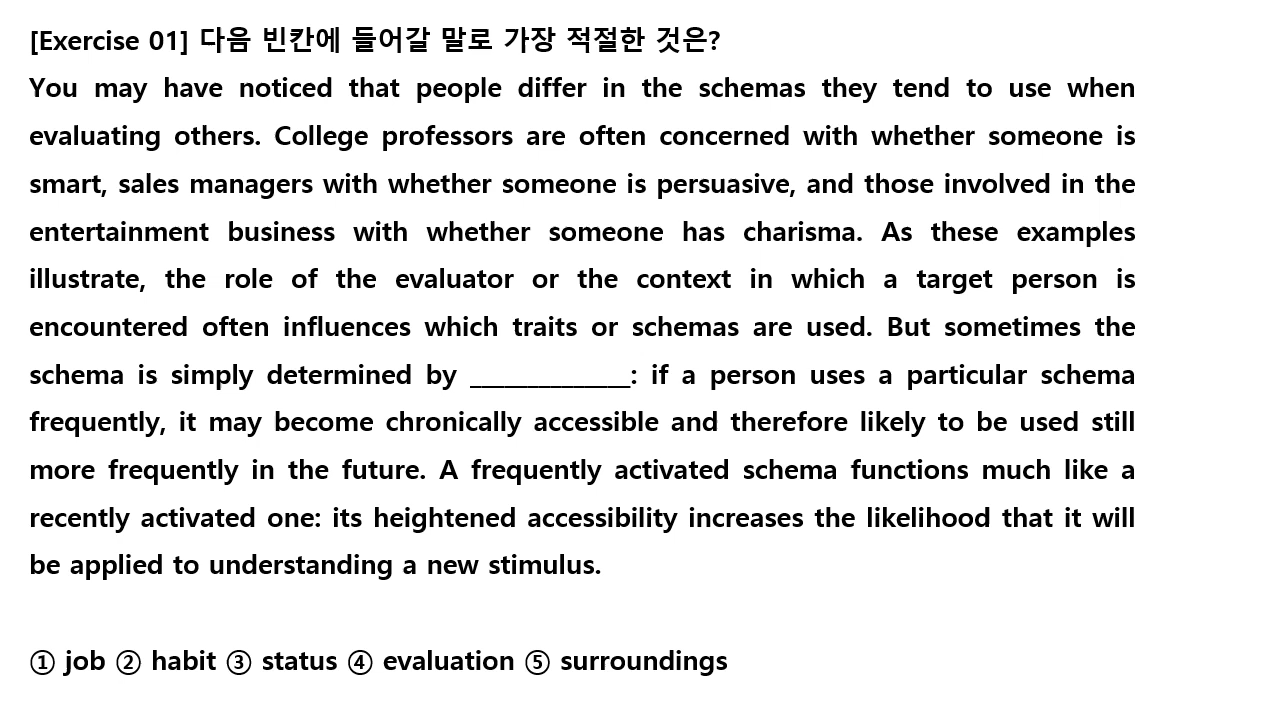 [Exercise 01] 다음 빈칸에 들어갈 말로 가장 적절한 것은?
You may have noticed that people differ in the schemas they tend to use when
evaluating others. College professors are often concerned with whether someone is
smart, sales managers with whether someone is persuasive, and those involved in the
entertainment business with whether someone has charisma. As these examples
illustrate, the role of the evaluator or the context in which a target person is
encountered often influences which traits or schemas are used. But sometimes the
schema is simply determined by ______________: if a person uses a particular schema
frequently, it may become chronically accessible and therefore likely to be used still
more frequently in the future. A frequently activated schema functions much like a
recently activated one: its heightened accessibility increases the likelihood that it will
be applied to understanding a new stimulus.
① job ② habit ③ status ④ evaluation ⑤ surroundings